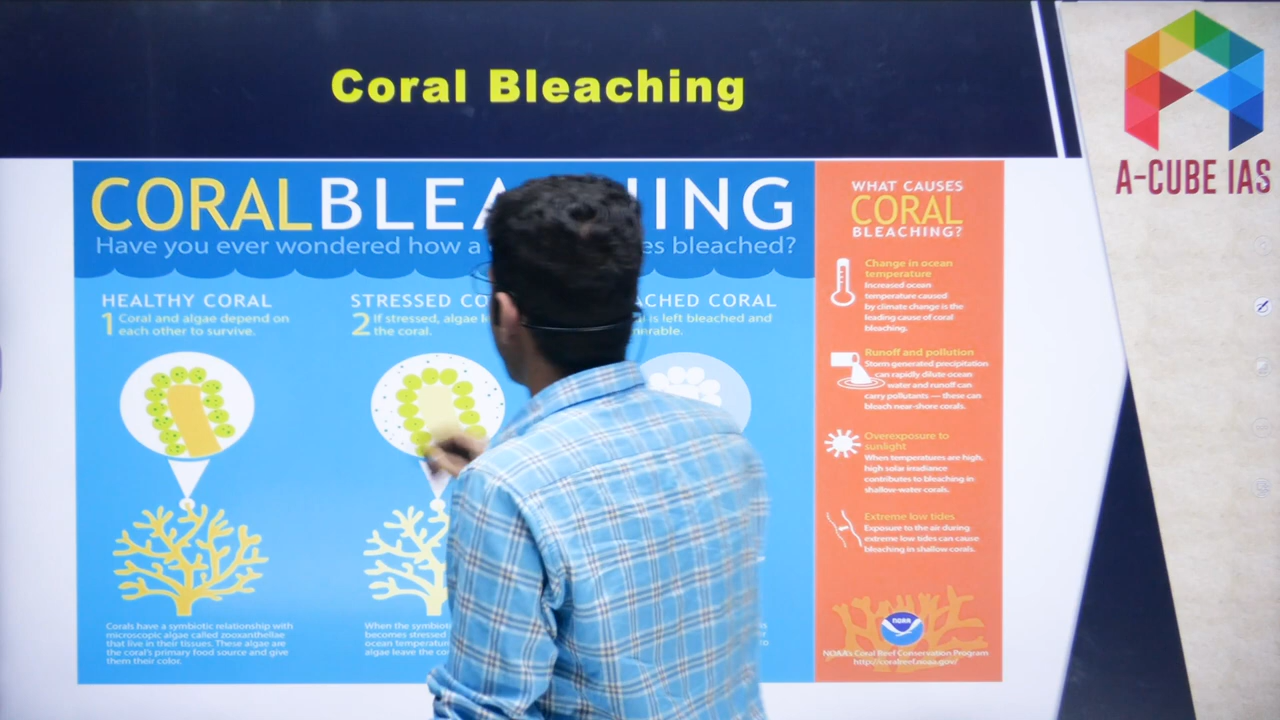 Coral Bleaching
A-CUBE IAS
CORALBLEA ING
Have you ever wondered how a es bleached?
HEALTHY CORAL
1 Coral and algae depend on
each other to survive.
STRESSED CO
2 If stressed, algae
the coral.
ACHED CORAL
is left bleached and
Corals have a symbiotic relationship with
microscopic algae called zooxanthellae
that live in their tissues. These algae are
the coral's primary food source and give
them their color.
When the
becomes stressed
ocean
algae leave the
WHAT CAUSES
CORAL
BLEACHING?
Change in ocean
temperature
Increased ocean
temperature caused
by climate change is the
leading cause of coral
bleaching.
Runoff and pollution
Storm generated precipitation
can rapidly dilute ocean
water and runoff can
carry pollutants — these can
bleach near-shore corals.
Overexposure to
sunlight
When temperatures are high,
high solar irradiance
contributes to bleaching in
shallow-water corals.
Extreme low tides
Exposure to the air during
extreme low tides can cause
bleaching in shallow corals.
NOAA
NOAA's Coral Reef Conservation Program
http://coralreef.noaa.gov/